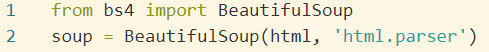 1 from bs4 import BeautifulSoup
2 soup = BeautifulSoup(html, 'html.parser')